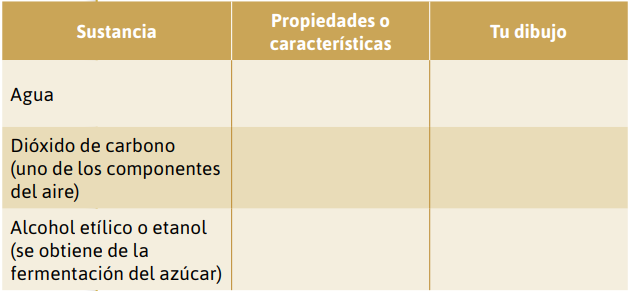 Sustancia
Propiedades o
características
Tu dibujo
Agua
Dióxido de carbono
(uno de los componentes
del aire)
Alcohol etílico o etanol
(se obtiene de la
fermentación del azúcar)